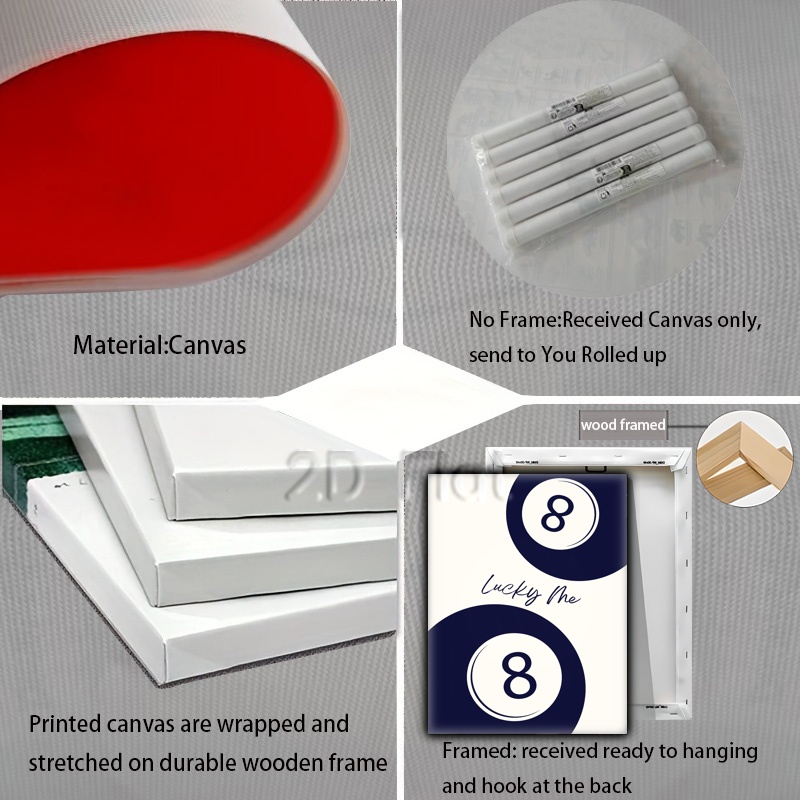 Material:Canvas
No Frame:Received Canvas only,
send to You Rolled up
2D Flat
Printed canvas are wrapped and
stretched on durable wooden frame
wood framed
8
Lucky Me
8
Framed: received ready to hanging
and hook at the back